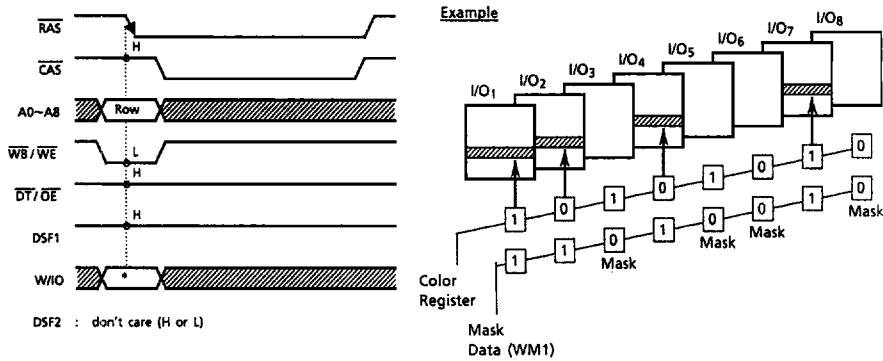 RAS
H
CAS
A0~A8
Row
WB / WE
L
H
DT / OE
H
DSF1
W/IO
*
DSF2 : don't care (H or L)
Example
I/O1
I/O2
I/O3
I/O4
I/O5
I/O6
I/O7
I/O8
1 0 1 0 1 0 1 0
Color
Register
1 1 0 1 0 0 1 0
Mask Mask Mask Mask
Mask
Data (WM1)